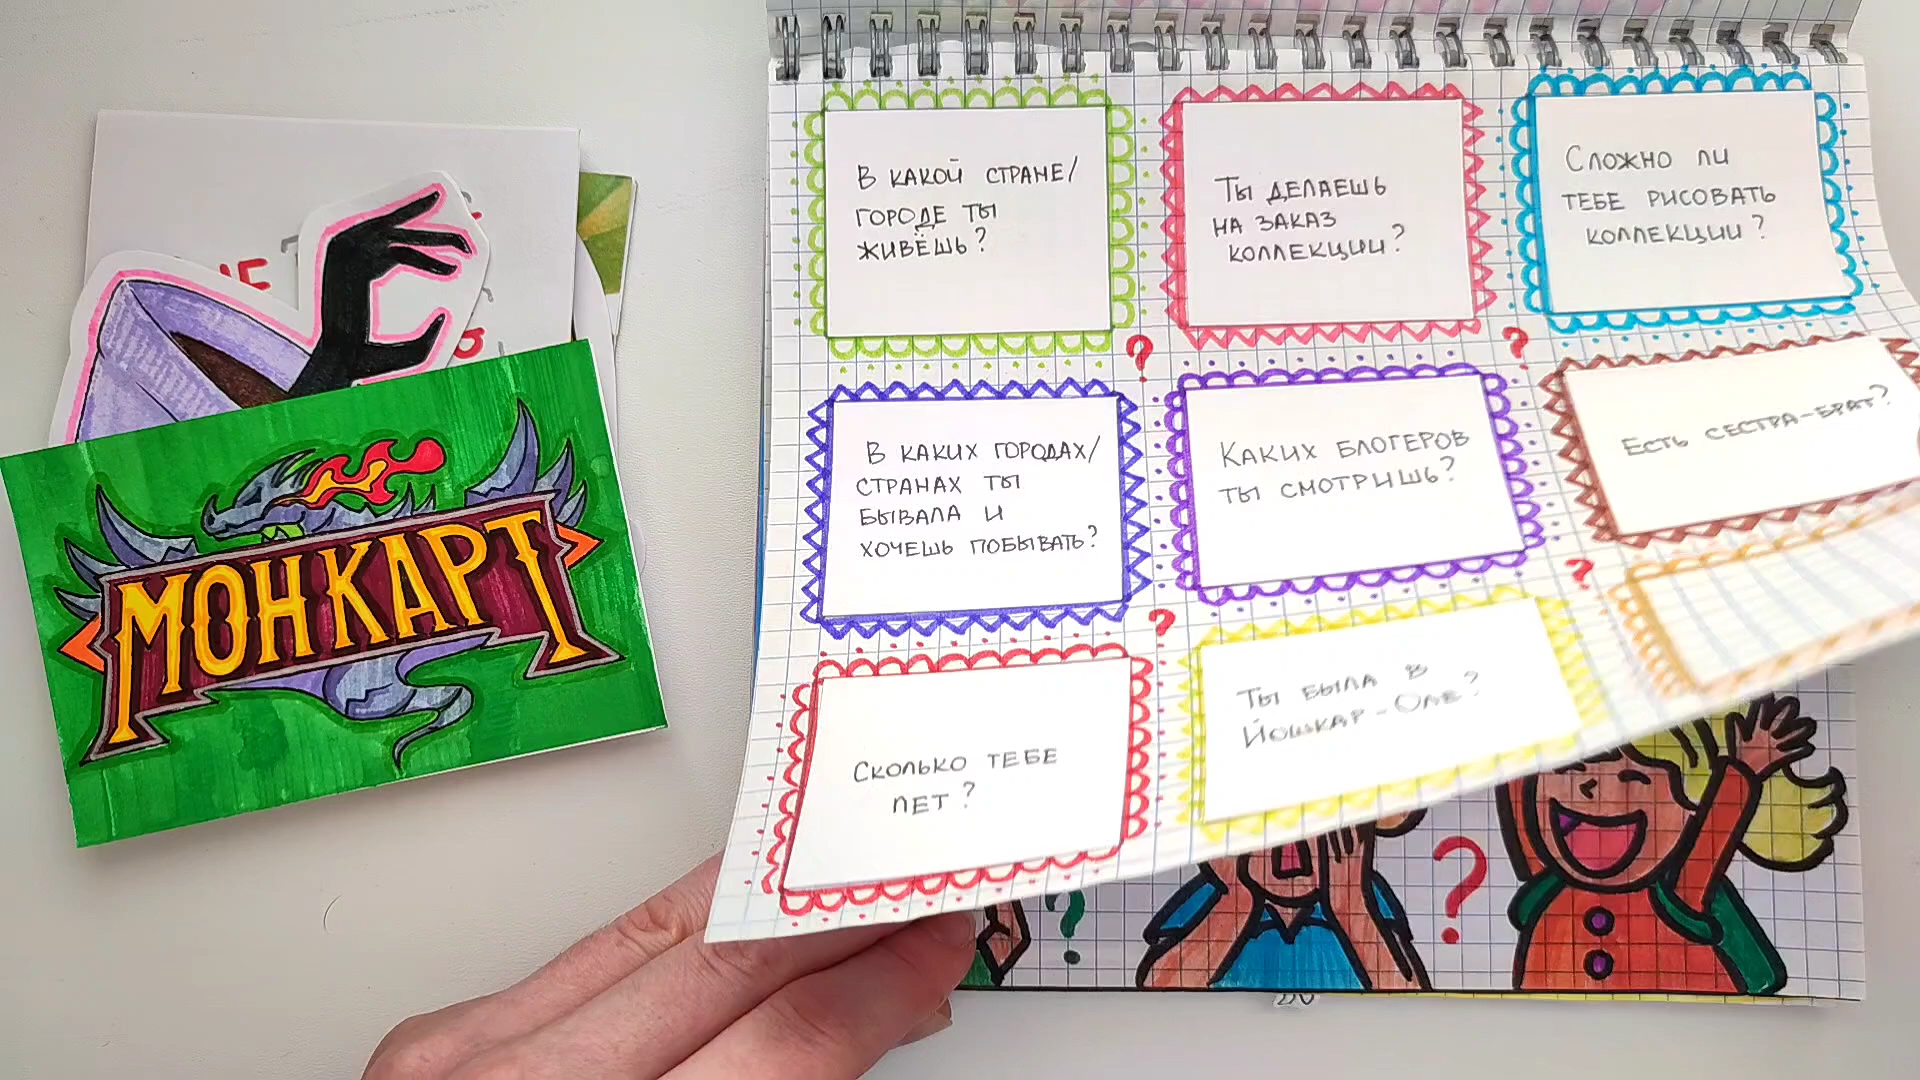 МОНКАРТ
В КАКОЙ СТРАНЕ/
ГОРОДЕ ТЫ
ЖИВЁШЬ?
ТЫ ДЕЛАЕШЬ
НА ЗАКАЗ
КОЛЛЕКЦИИ?
СЛОЖНО ЛИ
ТЕБЕ РИСОВАТЬ
КОЛЛЕКЦИИ?
?
?
В КАКИХ ГОРОДАХ/
СТРАНАХ ТЫ
БЫВАЛА И
ХОЧЕШЬ ПОБЫВАТЬ?
КАКИХ БЛОГЕРОВ
ТЫ СМОТРИШЬ?
ЕСТЬ СЕСТРА-БРАТ?
?
?
СКОЛЬКО ТЕБЕ
ЛЕТ?
ТЫ БЫЛА В
ЙОШКАР-ОЛЕ?
?
?